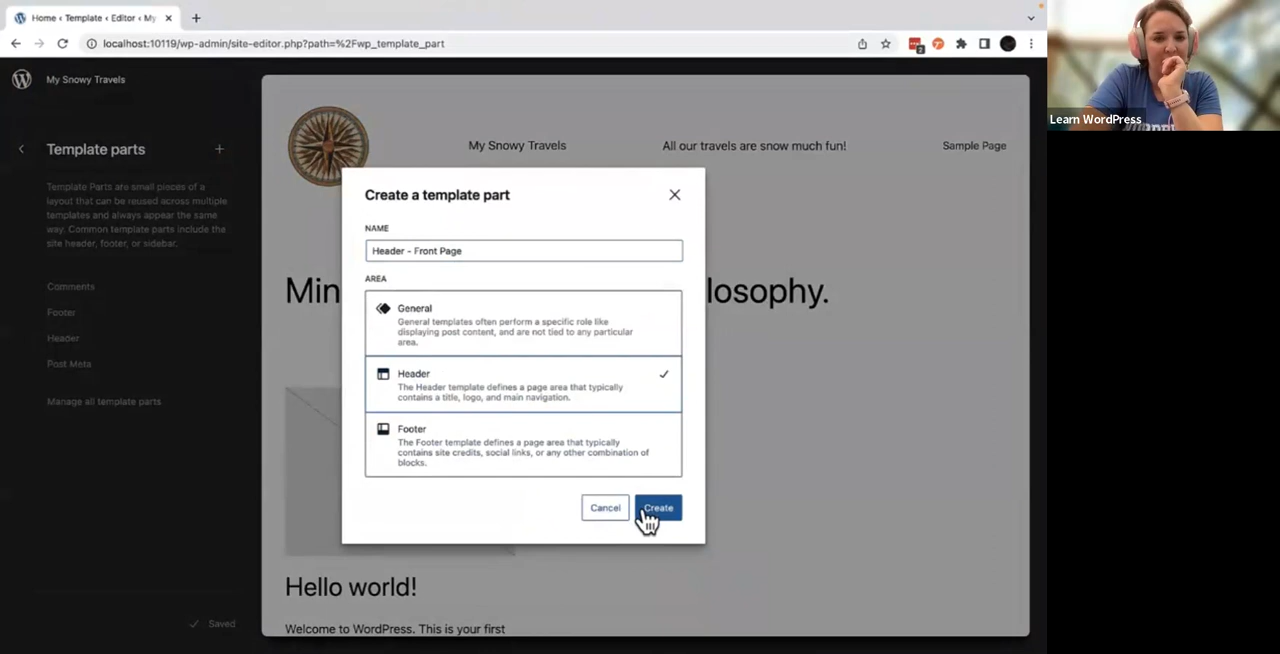 Home ‹ Template ‹ Editor ‹ My
localhost:10119/wp-admin/site-editor.php?path=%2Fwp_template_part
2
Learn WordPress
My Snowy Travels
Template parts
Template Parts are small pieces of a
layout that can be reused across multiple
templates and always appear the same
way. Common template parts include the
site header, footer, or sidebar.
Comments
Footer
Header
Post Meta
Manage all template parts
Saved
My Snowy Travels
All our travels are snow much fun!
Sample Page
Min
losophy.
Hello world!
Welcome to WordPress. This is your first
Create a template part
NAME
Header - Front Page
AREA
General
General templates often perform a specific role like
displaying post content, and are not tied to any particular
area.
Header
The Header template defines a page area that typically
contains a title, logo, and main navigation.
Footer
The Footer template defines a page area that typically
contains site credits, social links, or any other combination of
blocks.
Cancel
Create